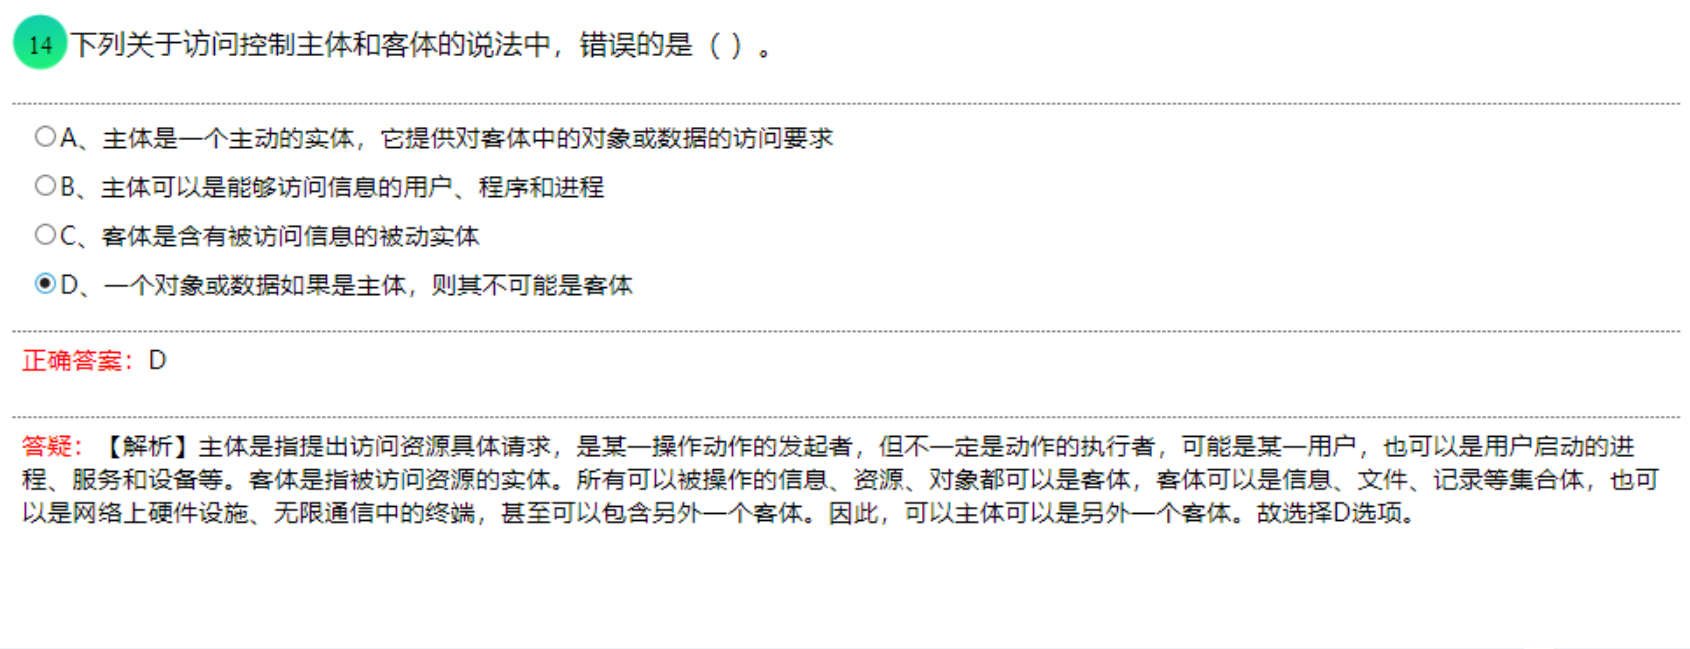 14 下列关于访问控制主体和客体的说法中，错误的是（ ）。
A、主体是一个主动的实体，它提供对客体中的对象或数据的访问要求
B、主体可以是能够访问信息的用户、程序和进程
C、客体是含有被访问信息的被动实体
D、一个对象或数据如果是主体，则其不可能是客体
正确答案：D
答疑：【解析】主体是指提出访问资源具体请求，是某一操作动作的发起者，但不一定是动作的执行者，可能是某一用户，也可以是用户启动的进
程、服务和设备等。客体是指被访问资源的实体。所有可以被操作的信息、资源、对象都可以是客体，客体可以是信息、文件、记录等集合体，也可
以是网络上硬件设施、无限通信中的终端，甚至可以包含另外一个客体。因此，可以主体可以是另外一个客体。故选择D选项。